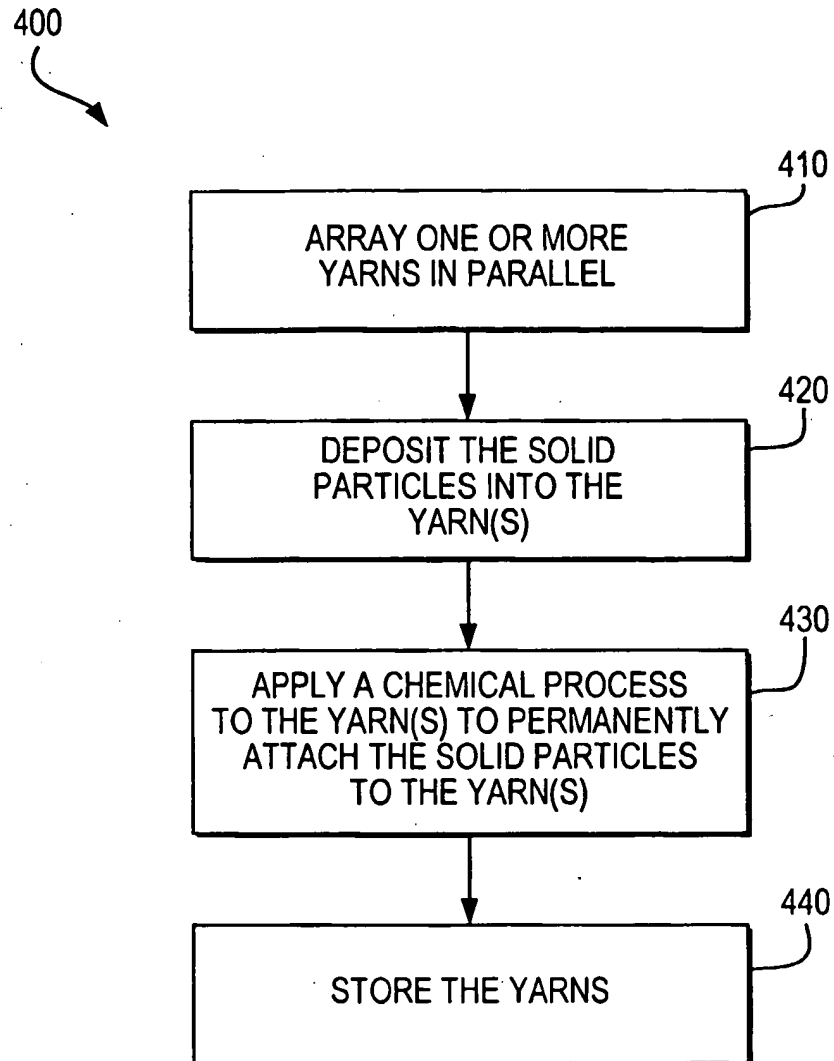 400
410
ARRAY ONE OR MORE
YARNS IN PARALLEL
420
DEPOSIT THE SOLID
PARTICLES INTO THE
YARN(S)
430
APPLY A CHEMICAL PROCESS
TO THE YARN(S) TO PERMANENTLY
ATTACH THE SOLID PARTICLES
TO THE YARN(S)
440
STORE THE YARNS